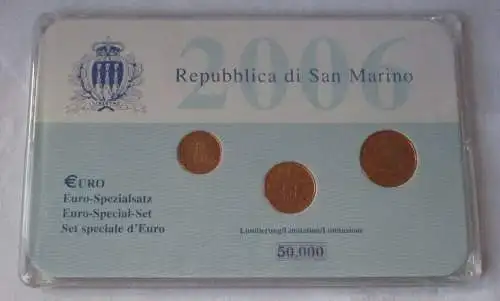 2006
Repubblica di San Marino
€URO
Euro-Spezialsatz
Euro-Special-Set
Set speciale d'Euro
Limitierung/Limitation/Limitazione
50,000